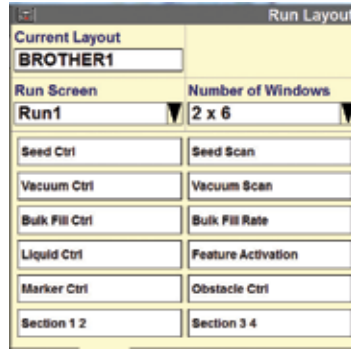 Run Layout
Current Layout
BROTHER1
Run Screen Number of Windows
Run1 2 x 6
Seed Ctrl Seed Scan
Vacuum Ctrl Vacuum Scan
Bulk Fill Ctrl Bulk Fill Rate
Liquid Ctrl Feature Activation
Marker Ctrl Obstacle Ctrl
Section 1 2 Section 3 4